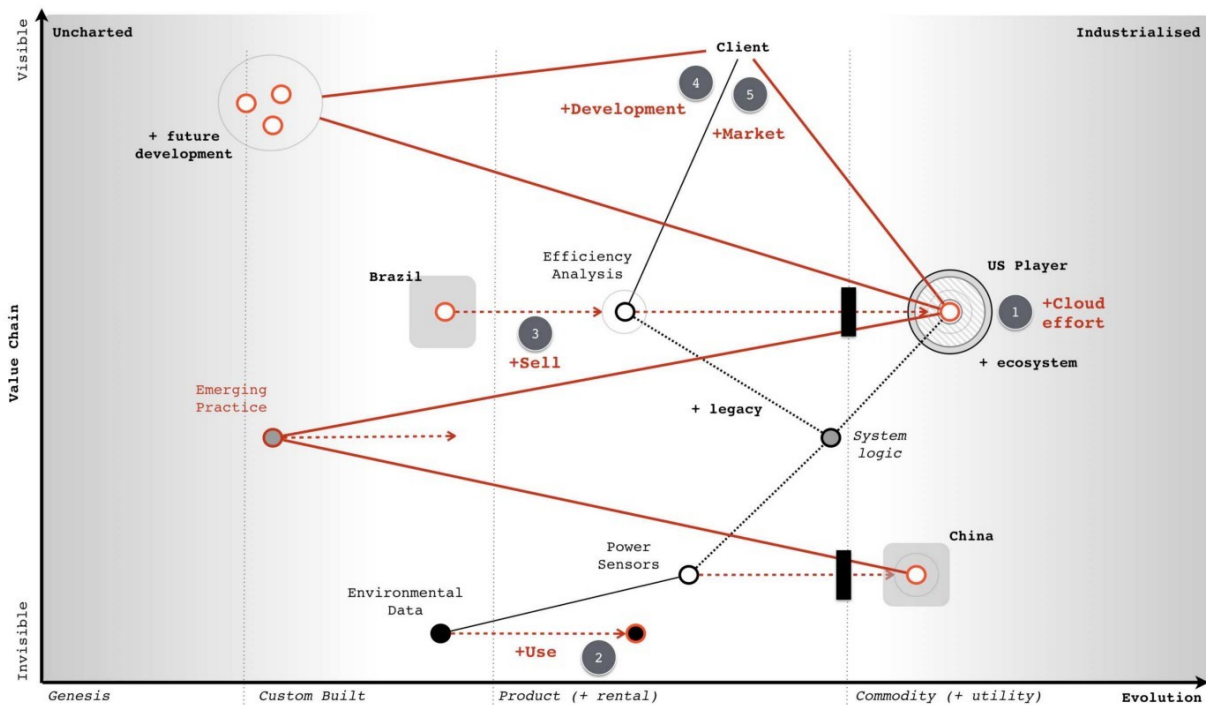 Uncharted
Industrialised
Visible
Client
4
5
+Development
+Market
+ future
development
Efficiency
Analysis
Brazil
US Player
1
+Cloud
effort
3
+Sell
+ ecosystem
Value Chain
Emerging
Practice
+ legacy
System
logic
China
Power
Sensors
Environmental
Data
+Use
2
Invisible
Genesis
Custom Built
Product (+ rental)
Commodity (+ utility)
Evolution